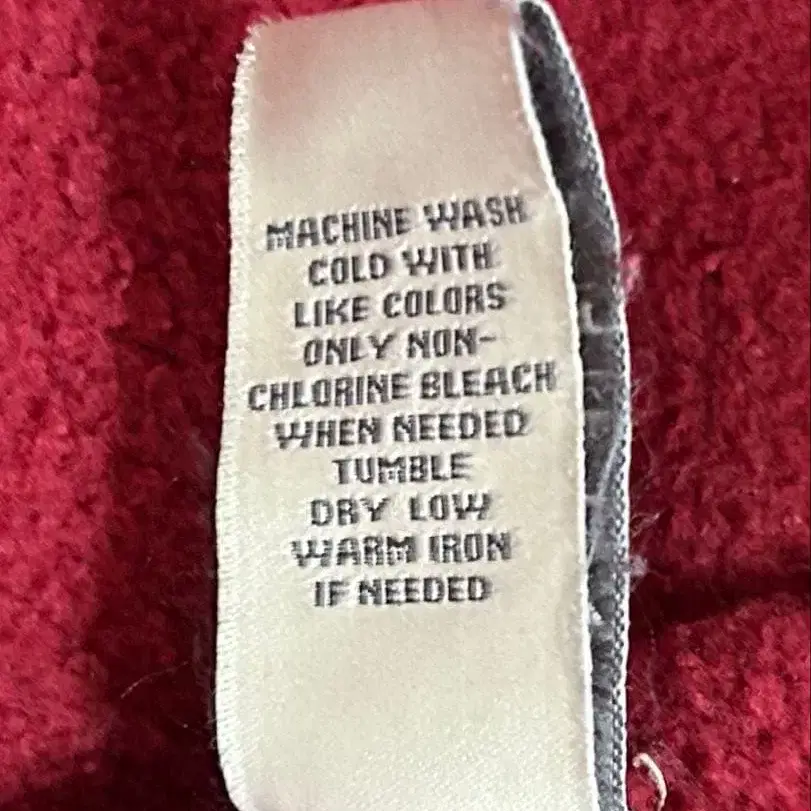 MACHINE WASH
COLD WITH
LIKE COLORS
ONLY NON-
CHLORINE BLEACH
WHEN NEEDED
TUMBLE
DRY LOW
WARM IRON
IF NEEDED